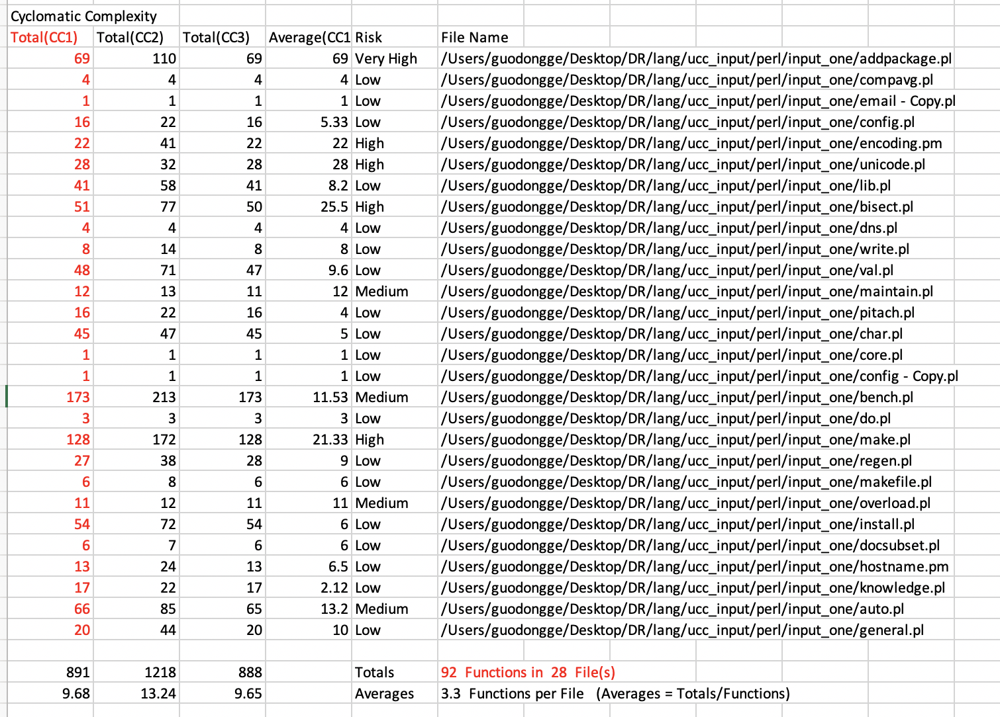 Cyclomatic Complexity
Total(CC1) Total(CC2) Total(CC3) Average(CC1 Risk File Name
69 110 69 69 Very High /Users/guodongge/Desktop/DR/lang/ucc_input/perl/input_one/addpackage.pl
4 4 4 4 Low /Users/guodongge/Desktop/DR/lang/ucc_input/perl/input_one/compavg.pl
1 1 1 1 Low /Users/guodongge/Desktop/DR/lang/ucc_input/perl/input_one/email - Copy.pl
16 22 16 5.33 Low /Users/guodongge/Desktop/DR/lang/ucc_input/perl/input_one/config.pl
22 41 22 22 High /Users/guodongge/Desktop/DR/lang/ucc_input/perl/input_one/encoding.pm
28 32 28 28 High /Users/guodongge/Desktop/DR/lang/ucc_input/perl/input_one/unicode.pl
41 58 41 8.2 Low /Users/guodongge/Desktop/DR/lang/ucc_input/perl/input_one/lib.pl
51 77 50 25.5 High /Users/guodongge/Desktop/DR/lang/ucc_input/perl/input_one/bisect.pl
4 4 4 4 Low /Users/guodongge/Desktop/DR/lang/ucc_input/perl/input_one/dns.pl
8 14 8 8 Low /Users/guodongge/Desktop/DR/lang/ucc_input/perl/input_one/write.pl
48 71 47 9.6 Low /Users/guodongge/Desktop/DR/lang/ucc_input/perl/input_one/val.pl
12 13 11 12 Medium /Users/guodongge/Desktop/DR/lang/ucc_input/perl/input_one/maintain.pl
16 22 16 4 Low /Users/guodongge/Desktop/DR/lang/ucc_input/perl/input_one/pitach.pl
45 47 45 5 Low /Users/guodongge/Desktop/DR/lang/ucc_input/perl/input_one/char.pl
1 1 1 1 Low /Users/guodongge/Desktop/DR/lang/ucc_input/perl/input_one/core.pl
1 1 1 1 Low /Users/guodongge/Desktop/DR/lang/ucc_input/perl/input_one/config - Copy.pl
173 213 173 11.53 Medium /Users/guodongge/Desktop/DR/lang/ucc_input/perl/input_one/bench.pl
3 3 3 3 Low /Users/guodongge/Desktop/DR/lang/ucc_input/perl/input_one/do.pl
128 172 128 21.33 High /Users/guodongge/Desktop/DR/lang/ucc_input/perl/input_one/make.pl
27 38 28 9 Low /Users/guodongge/Desktop/DR/lang/ucc_input/perl/input_one/regen.pl
6 8 6 6 Low /Users/guodongge/Desktop/DR/lang/ucc_input/perl/input_one/makefile.pl
11 12 11 11 Medium /Users/guodongge/Desktop/DR/lang/ucc_input/perl/input_one/overload.pl
54 72 54 6 Low /Users/guodongge/Desktop/DR/lang/ucc_input/perl/input_one/install.pl
6 7 6 6 Low /Users/guodongge/Desktop/DR/lang/ucc_input/perl/input_one/docsubset.pl
13 24 13 6.5 Low /Users/guodongge/Desktop/DR/lang/ucc_input/perl/input_one/hostname.pm
17 22 17 2.12 Low /Users/guodongge/Desktop/DR/lang/ucc_input/perl/input_one/knowledge.pl
66 85 65 13.2 Medium /Users/guodongge/Desktop/DR/lang/ucc_input/perl/input_one/auto.pl
20 44 20 10 Low /Users/guodongge/Desktop/DR/lang/ucc_input/perl/input_one/general.pl
891 1218 888 Totals 92 Functions in 28 File(s)
9.68 13.24 9.65 Averages 3.3 Functions per File (Averages = Totals/Functions)